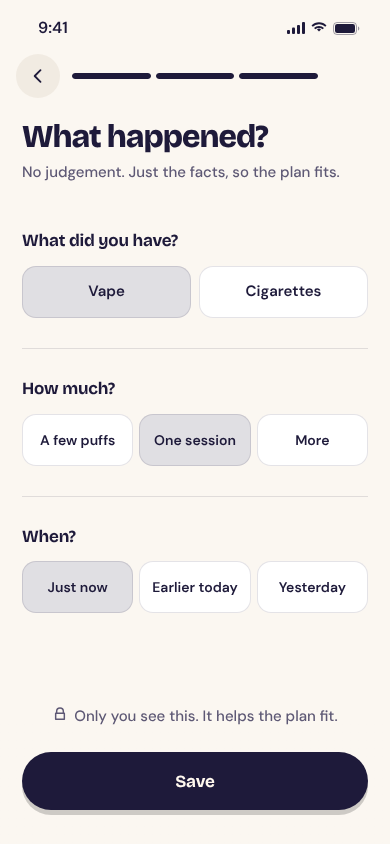 9:41
What happened?
No judgement. Just the facts, so the plan fits.
What did you have?
Vape
Cigarettes
How much?
A few puffs
One session
More
When?
Just now
Earlier today
Yesterday
Only you see this. It helps the plan fit.
Save